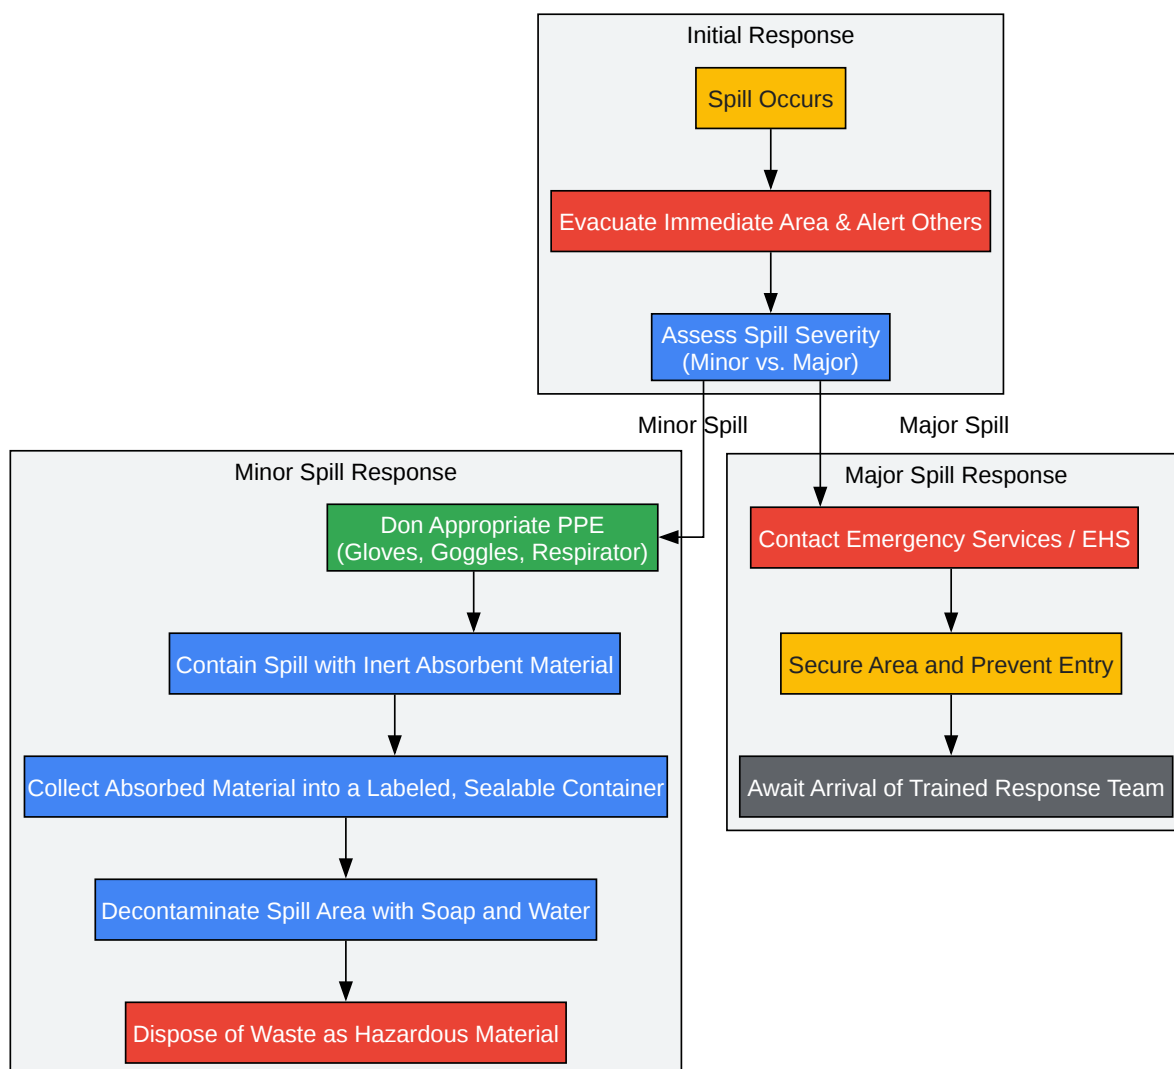 Initial Response
Spill Occurs
Evacuate Immediate Area & Alert Others
Assess Spill Severity
(Minor vs. Major)
Minor Spill
Major Spill
Minor Spill Response
Don Appropriate PPE
(Gloves, Goggles, Respirator)
Contain Spill with Inert Absorbent Material
Collect Absorbed Material into a Labeled, Sealable Container
Decontaminate Spill Area with Soap and Water
Dispose of Waste as Hazardous Material
Major Spill Response
Contact Emergency Services / EHS
Secure Area and Prevent Entry
Await Arrival of Trained Response Team